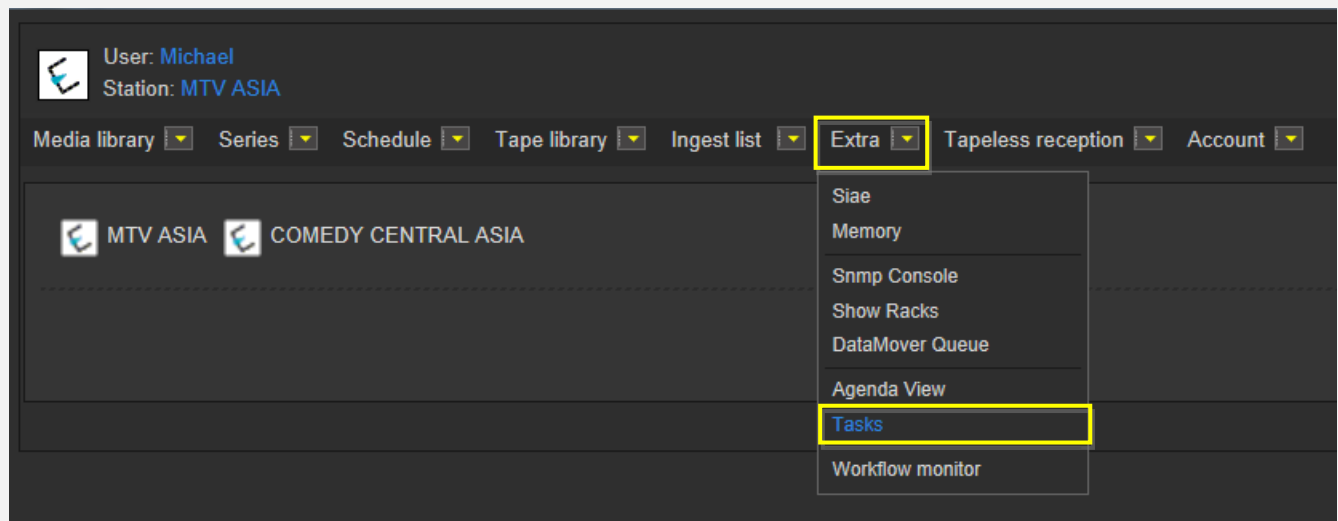 User: Michael
Station: MTV ASIA
Media library Series Schedule Tape library Ingest list Extra Tapeless reception Account
MTV ASIA COMEDY CENTRAL ASIA
Siae
Memory
Snmp Console
Show Racks
DataMover Queue
Agenda View
Tasks
Workflow monitor